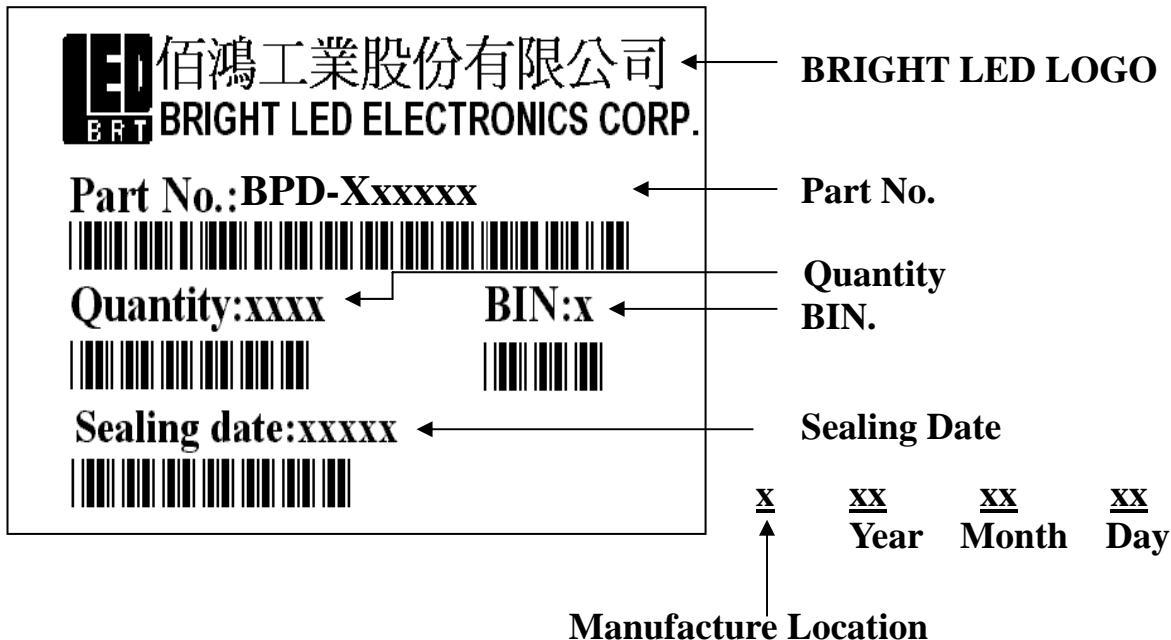 LED
BRT
佰鴻工業股份有限公司
BRIGHT LED ELECTRONICS CORP.
BRIGHT LED LOGO
Part No.:BPD-Xxxxxx
Part No.
Quantity:xxxx
BIN:x
Quantity
BIN.
Sealing date:xxxxx
Sealing Date
x xx xx xx
Year Month Day
Manufacture Location